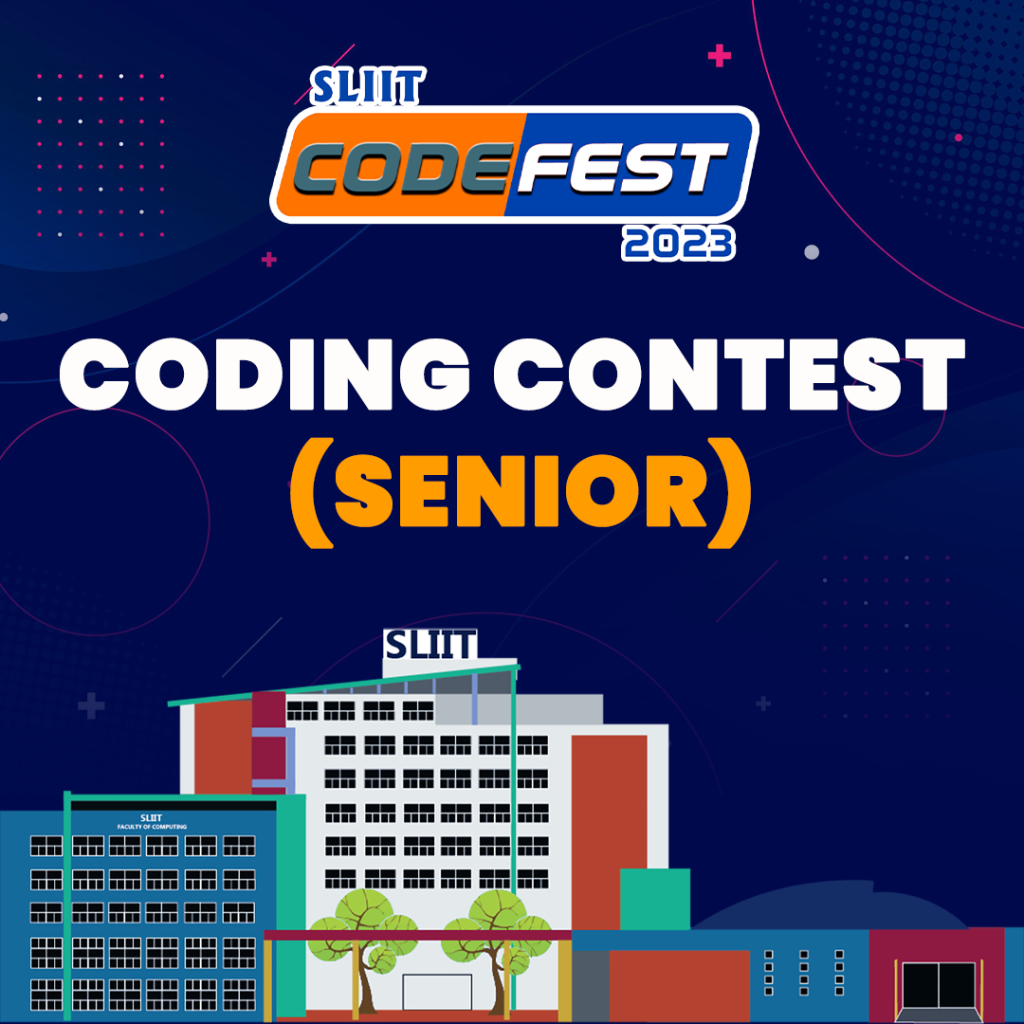 SLIIT
CODEFEST
2023
CODING CONTEST
(SENIOR)
SLIIT
SLIIT
FACULTY OF COMPUTING